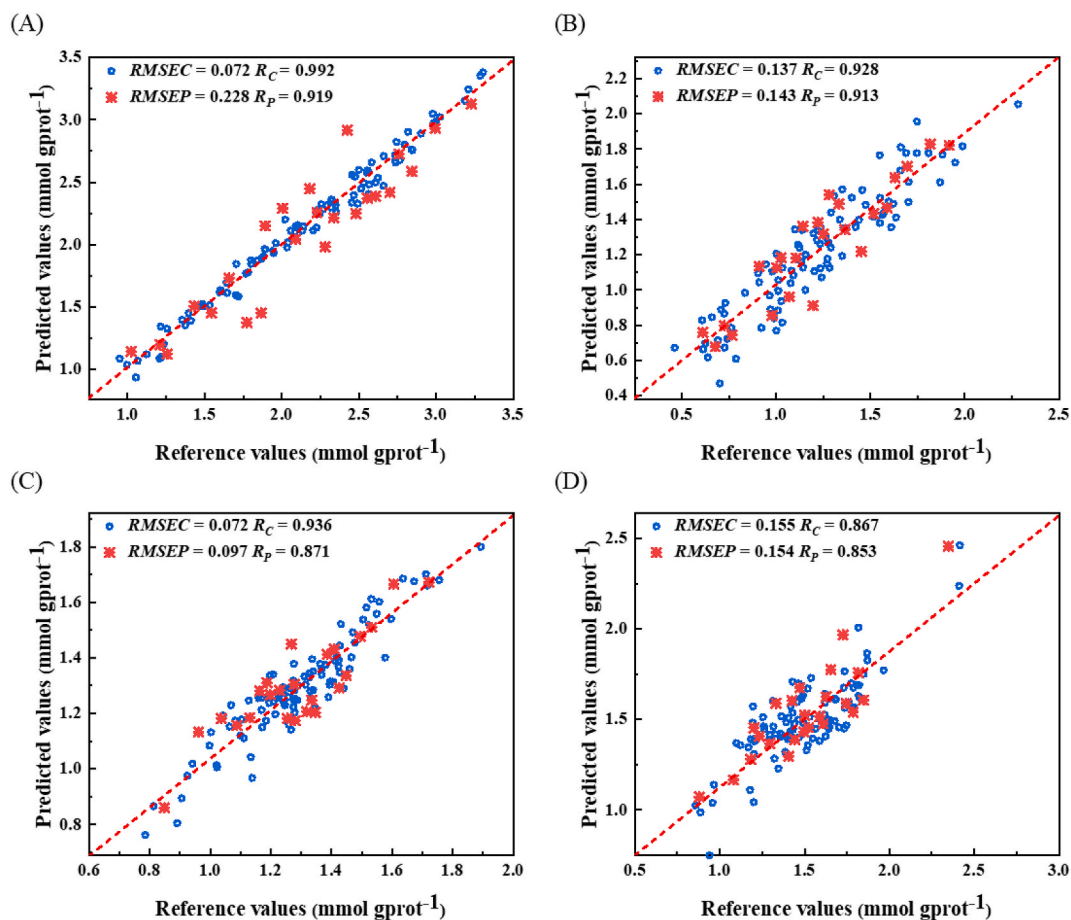 (A)
(B)
3.5
3.0
2.5
2.0
1.5
1.0
RMSEC = 0.072 R_C = 0.992
RMSEP = 0.228 R_P = 0.919
Predicted values (mmol gprot⁻¹)
1.0 1.5 2.0 2.5 3.0 3.5
Reference values (mmol gprot⁻¹)
2.2
2.0
1.8
1.6
1.4
1.2
1.0
0.8
0.6
0.4
RMSEC = 0.137 R_C = 0.928
RMSEP = 0.143 R_P = 0.913
Predicted values (mmol gprot⁻¹)
0.5 1.0 1.5 2.0 2.5
Reference values (mmol gprot⁻¹)
(C)
(D)
1.8
1.6
1.4
1.2
1.0
0.8
RMSEC = 0.072 R_C = 0.936
RMSEP = 0.097 R_P = 0.871
Predicted values (mmol gprot⁻¹)
0.6 0.8 1.0 1.2 1.4 1.6 1.8 2.0
Reference values (mmol gprot⁻¹)
2.5
2.0
1.5
1.0
RMSEC = 0.155 R_C = 0.867
RMSEP = 0.154 R_P = 0.853
Predicted values (mmol gprot⁻¹)
0.5 1.0 1.5 2.0 2.5 3.0
Reference values (mmol gprot⁻¹)